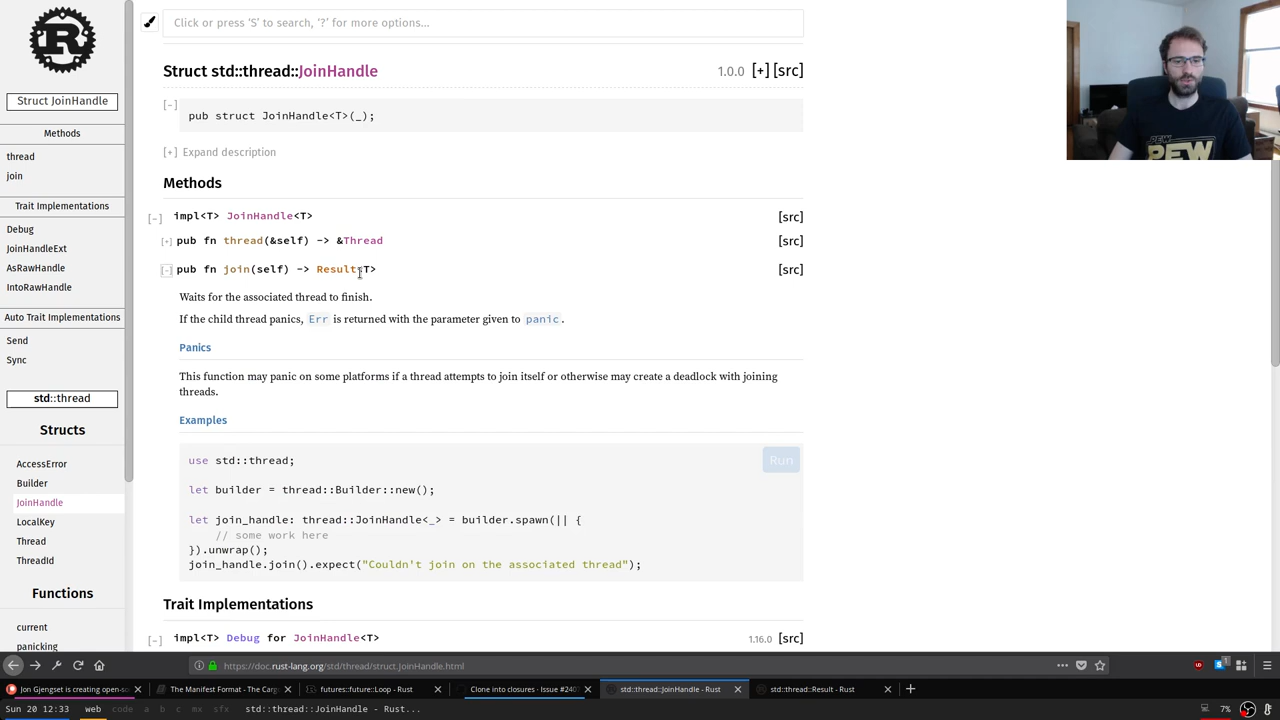 Click or press 'S' to search, '?' for more options...
Struct JoinHandle
Methods
thread
join
Trait Implementations
Debug
JoinHandleExt
AsRawHandle
IntoRawHandle
Auto Trait Implementations
Send
Sync
std::thread
Structs
AccessError
Builder
JoinHandle
LocalKey
Thread
ThreadId
Functions
current
panicking
Struct std::thread::JoinHandle
1.0.0 [+] [src]
[-] pub struct JoinHandle<T>(_);
[+] Expand description
Methods
[-] impl<T> JoinHandle<T> [src]
[+] pub fn thread(&self) -> &Thread [src]
[-] pub fn join(self) -> Result<T> [src]
Waits for the associated thread to finish.
If the child thread panics, Err is returned with the parameter given to panic.
Panics
This function may panic on some platforms if a thread attempts to join itself or otherwise may create a deadlock with joining
threads.
Examples
Run
use std::thread;
let builder = thread::Builder::new();
let join_handle: thread::JoinHandle<_> = builder.spawn(|| {
// some work here
}).unwrap();
join_handle.join().expect("Couldn't join on the associated thread");
Trait Implementations
[-] impl<T> Debug for JoinHandle<T> 1.16.0 [src]
PEW
PEW
https://doc.rust-lang.org/std/thread/struct.JoinHandle.html
Jon Gjengset is creating open-s
The Manifest Format - The Carg
futures::future::Loop - Rust
Clone into closures · Issue #240
std::thread::JoinHandle - Rust
std::thread::Result - Rust
Sun 20 12:33 web code a b c mx sfx std::thread::JoinHandle - Rust... 7%